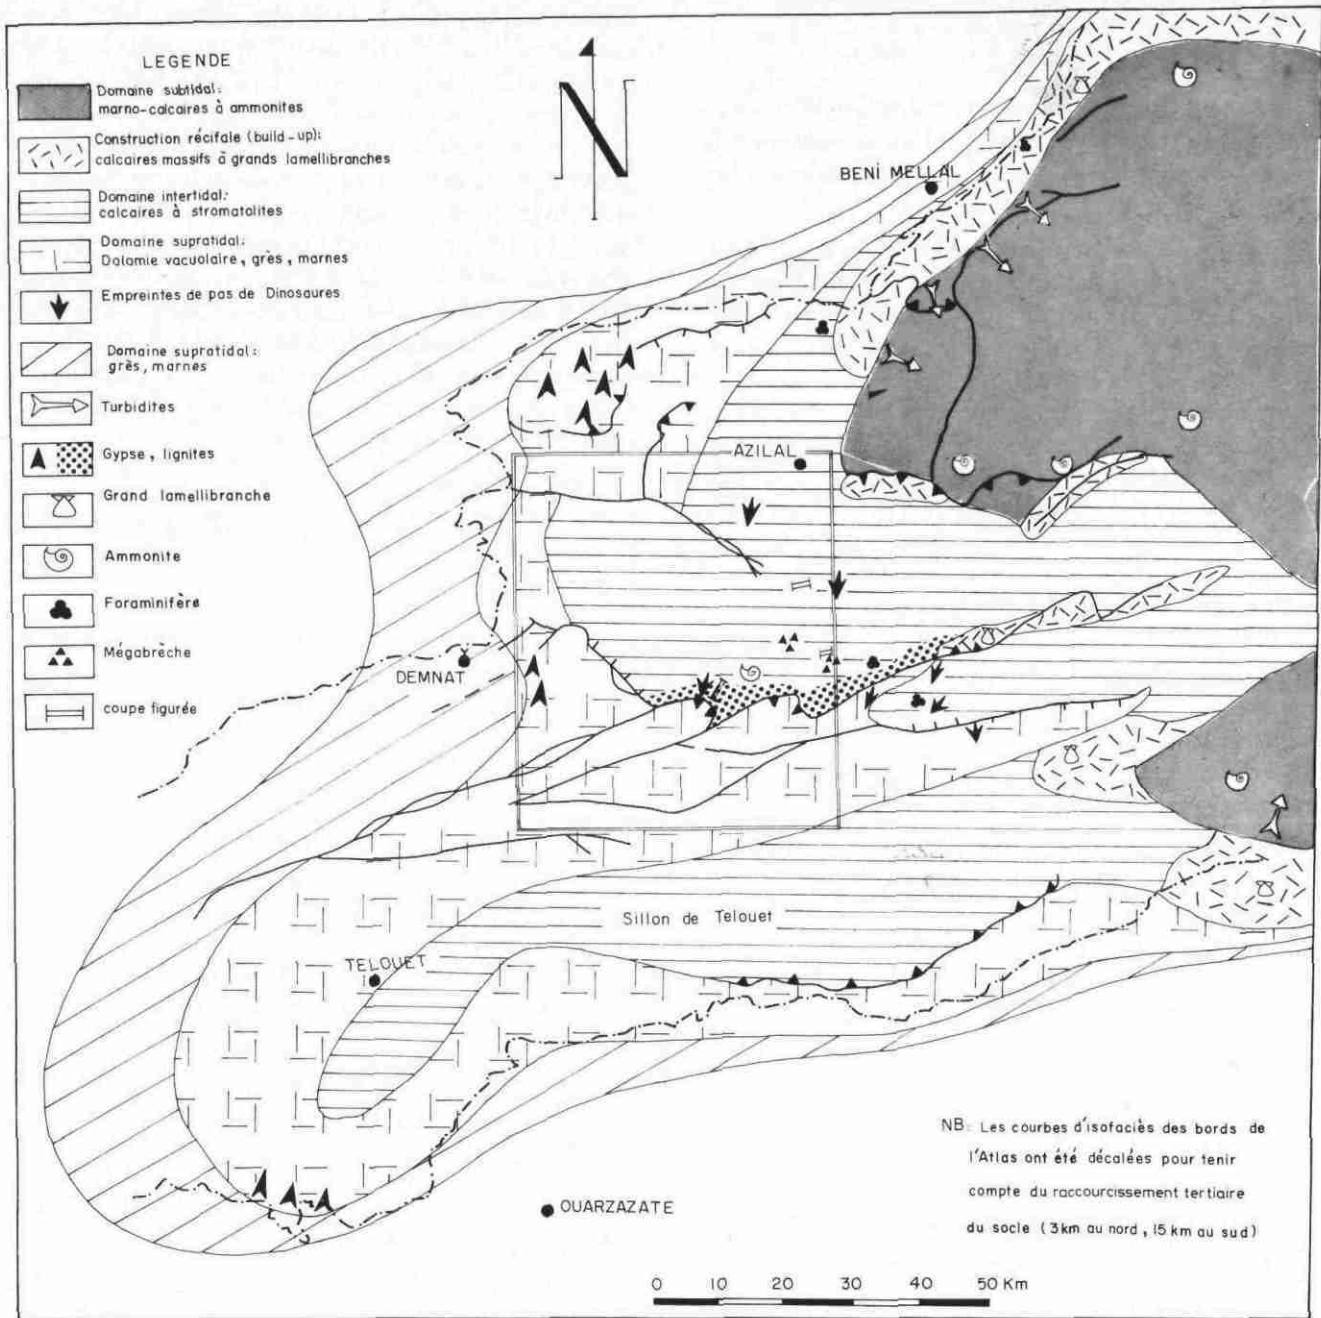 LEGENDE
Domaine subtidal:
marno-calcaires à ammonites
Construction récifale (build-up):
calcaires massifs à grands lamellibranches
Domaine intertidal:
calcaires à stromatolites
Domaine supratidal:
Dolomie vacuolaire, grès, marnes
Empreintes de pas de Dinosaures
Domaine supratidal:
grès, marnes
Turbidites
Gypse, lignites
Grand lamellibranche
Ammonite
Foraminifère
Mégabrèche
coupe figurée
N
BENI MELLAL
AZILAL
DEMNAT
Sillon de Telouet
TELOUET
OUARZAZATE
NB: Les courbes d'isofaciès des bords de
l'Atlas ont été décalées pour tenir
compte du raccourcissement tertiaire
du socle (3km au nord, 15 km au sud)
0 10 20 30 40 50 Km